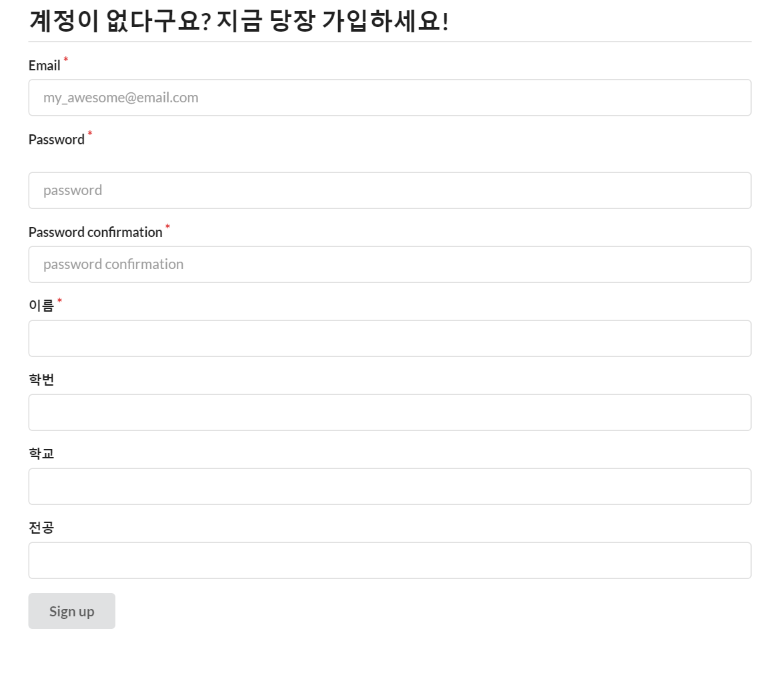 계정이 없다구요? 지금 당장 가입하세요!
Email *
my_awesome@email.com
Password *
password
Password confirmation *
password confirmation
이름 *
학번
학교
전공
Sign up